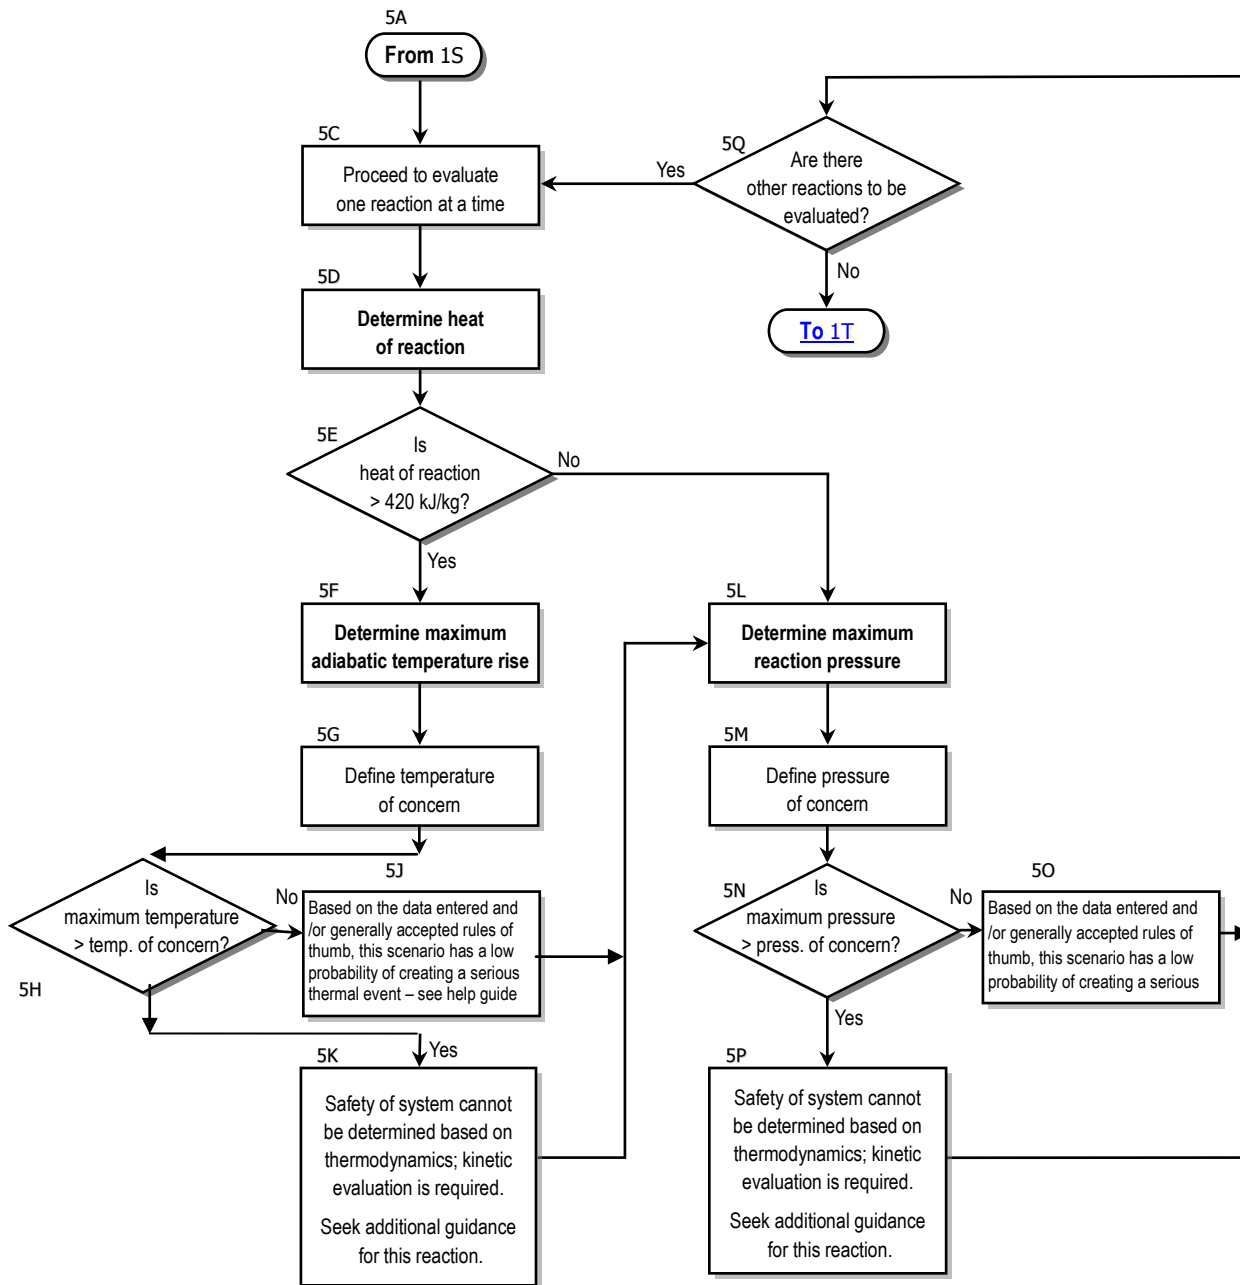 5A
From 1S
5C
Proceed to evaluate
one reaction at a time
5Q
Are there
other reactions to be
evaluated?
Yes
No
To 1T
5D
Determine heat
of reaction
5E
Is
heat of reaction
> 420 kJ/kg?
No
Yes
5F
Determine maximum
adiabatic temperature rise
5L
Determine maximum
reaction pressure
5G
Define temperature
of concern
5M
Define pressure
of concern
5H
Is
maximum temperature
> temp. of concern?
No
5J
Based on the data entered and
/or generally accepted rules of
thumb, this scenario has a low
probability of creating a serious
thermal event – see help guide
5N
Is
maximum pressure
> press. of concern?
No
5O
Based on the data entered and
/or generally accepted rules of
thumb, this scenario has a low
probability of creating a serious
Yes
5K
Safety of system cannot
be determined based on
thermodynamics; kinetic
evaluation is required.
Seek additional guidance
for this reaction.
Yes
5P
Safety of system cannot
be determined based on
thermodynamics; kinetic
evaluation is required.
Seek additional guidance
for this reaction.